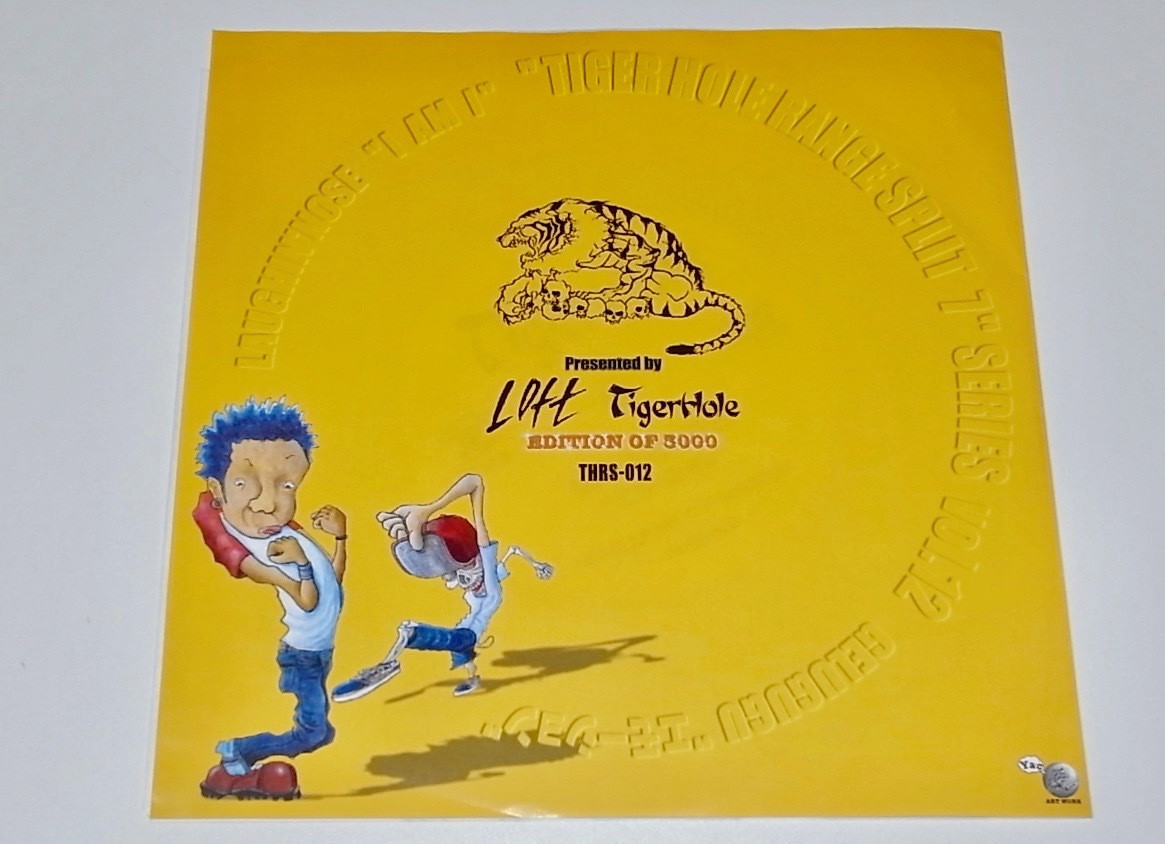 LAUGHIN'NOSE "I AM I"
"TIGER HOLE RANGE SPLIT 7" SERIES VOl.12
GELUGUGU
Presented by
LOft TigerHole
EDITION OF 3000
THRS-012
Yac
ART WORK